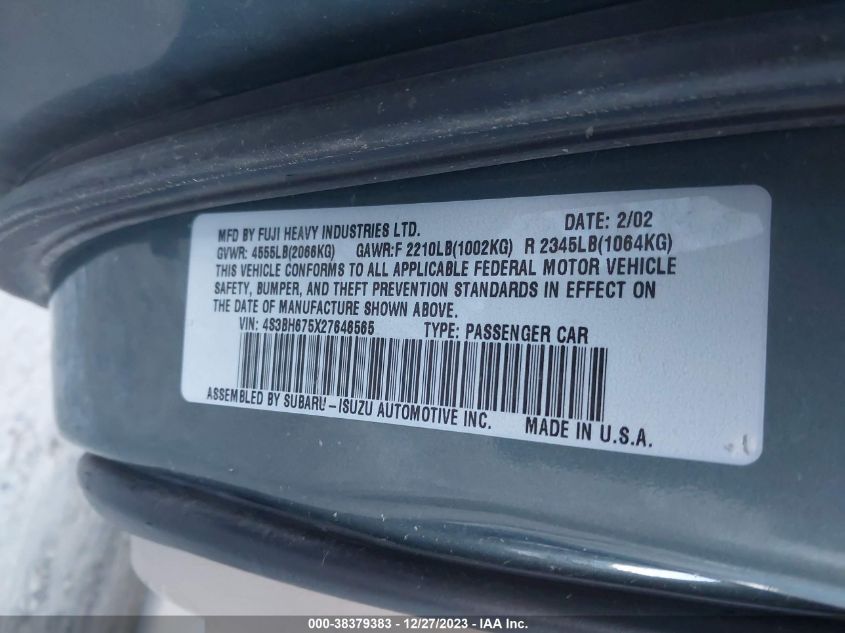 MFD BY FUJI HEAVY INDUSTRIES LTD. DATE: 2/02
GVWR: 4555LB(2066KG) GAWR:F 2210LB(1002KG) R 2345LB(1064KG)
THIS VEHICLE CONFORMS TO ALL APPLICABLE FEDERAL MOTOR VEHICLE
SAFETY, BUMPER, AND THEFT PREVENTION STANDARDS IN EFFECT ON
THE DATE OF MANUFACTURE SHOWN ABOVE.
VIN: 4S3BH675X27646565 TYPE: PASSENGER CAR
ASSEMBLED BY SUBARU-ISUZU AUTOMOTIVE INC. MADE IN U.S.A.
000-38379383 - 12/27/2023 - IAA Inc.